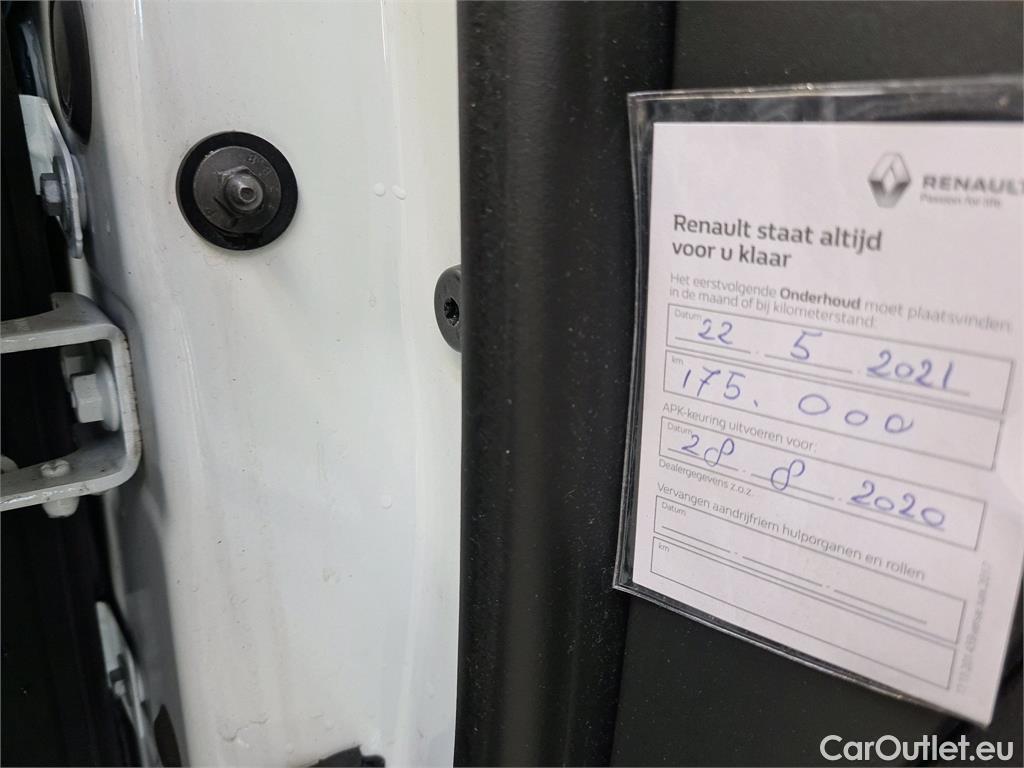 RENAULT
Passion for life
Renault staat altijd
voor u klaar
Het eerstvolgende Onderhoud moet plaatsvinden
in de maand of bij kilometerstand:
Datum
22 . 5 2021
km
175.000
APK-keuring uitvoeren voor:
Datum
28 . 8 . 2020
Dealergegevens z.o.z.
Vervangen aandrijfriem hulporganen en rollen
Datum
km
CarOutlet.eu